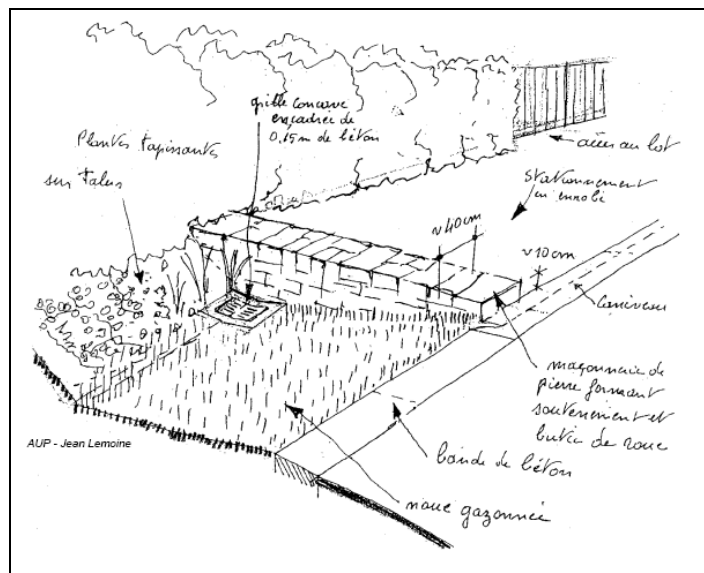 grille concave
encadrée de
0,15 m de béton
Plantes tapissantes
sur talus
accès au lot
stationnement
en enrobé
~40cm
~10cm
Caniveau
maçonnerie de
pierre formant
soutènement et
butée de roue
bande de béton
noue gazonnée
AUP - Jean Lemoine